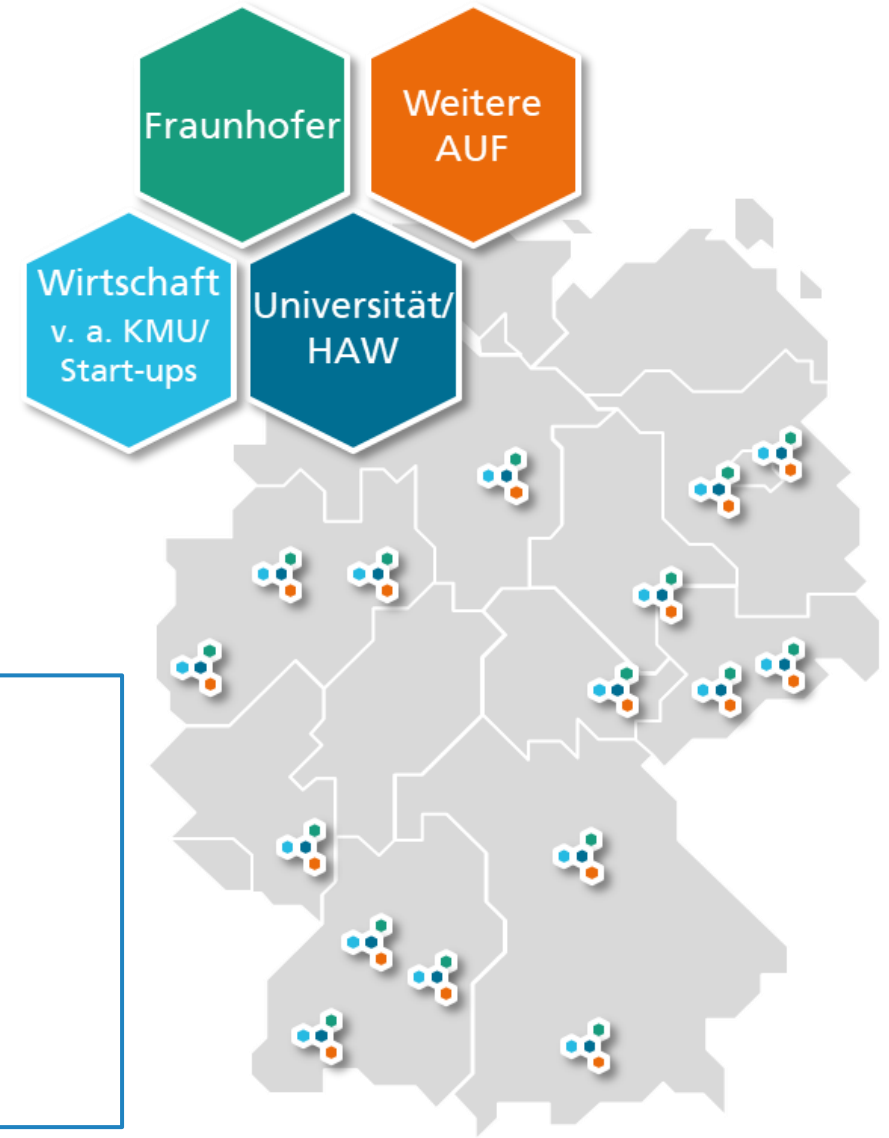 Fraunhofer
Weitere
AUF
Wirtschaft
v. a. KMU/
Start-ups
Universität/
HAW